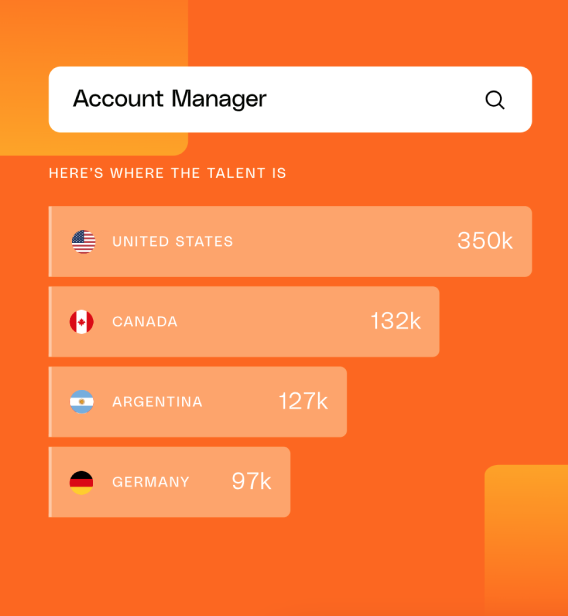 Account Manager
HERE'S WHERE THE TALENT IS
UNITED STATES 350k
CANADA 132k
ARGENTINA 127k
GERMANY 97k